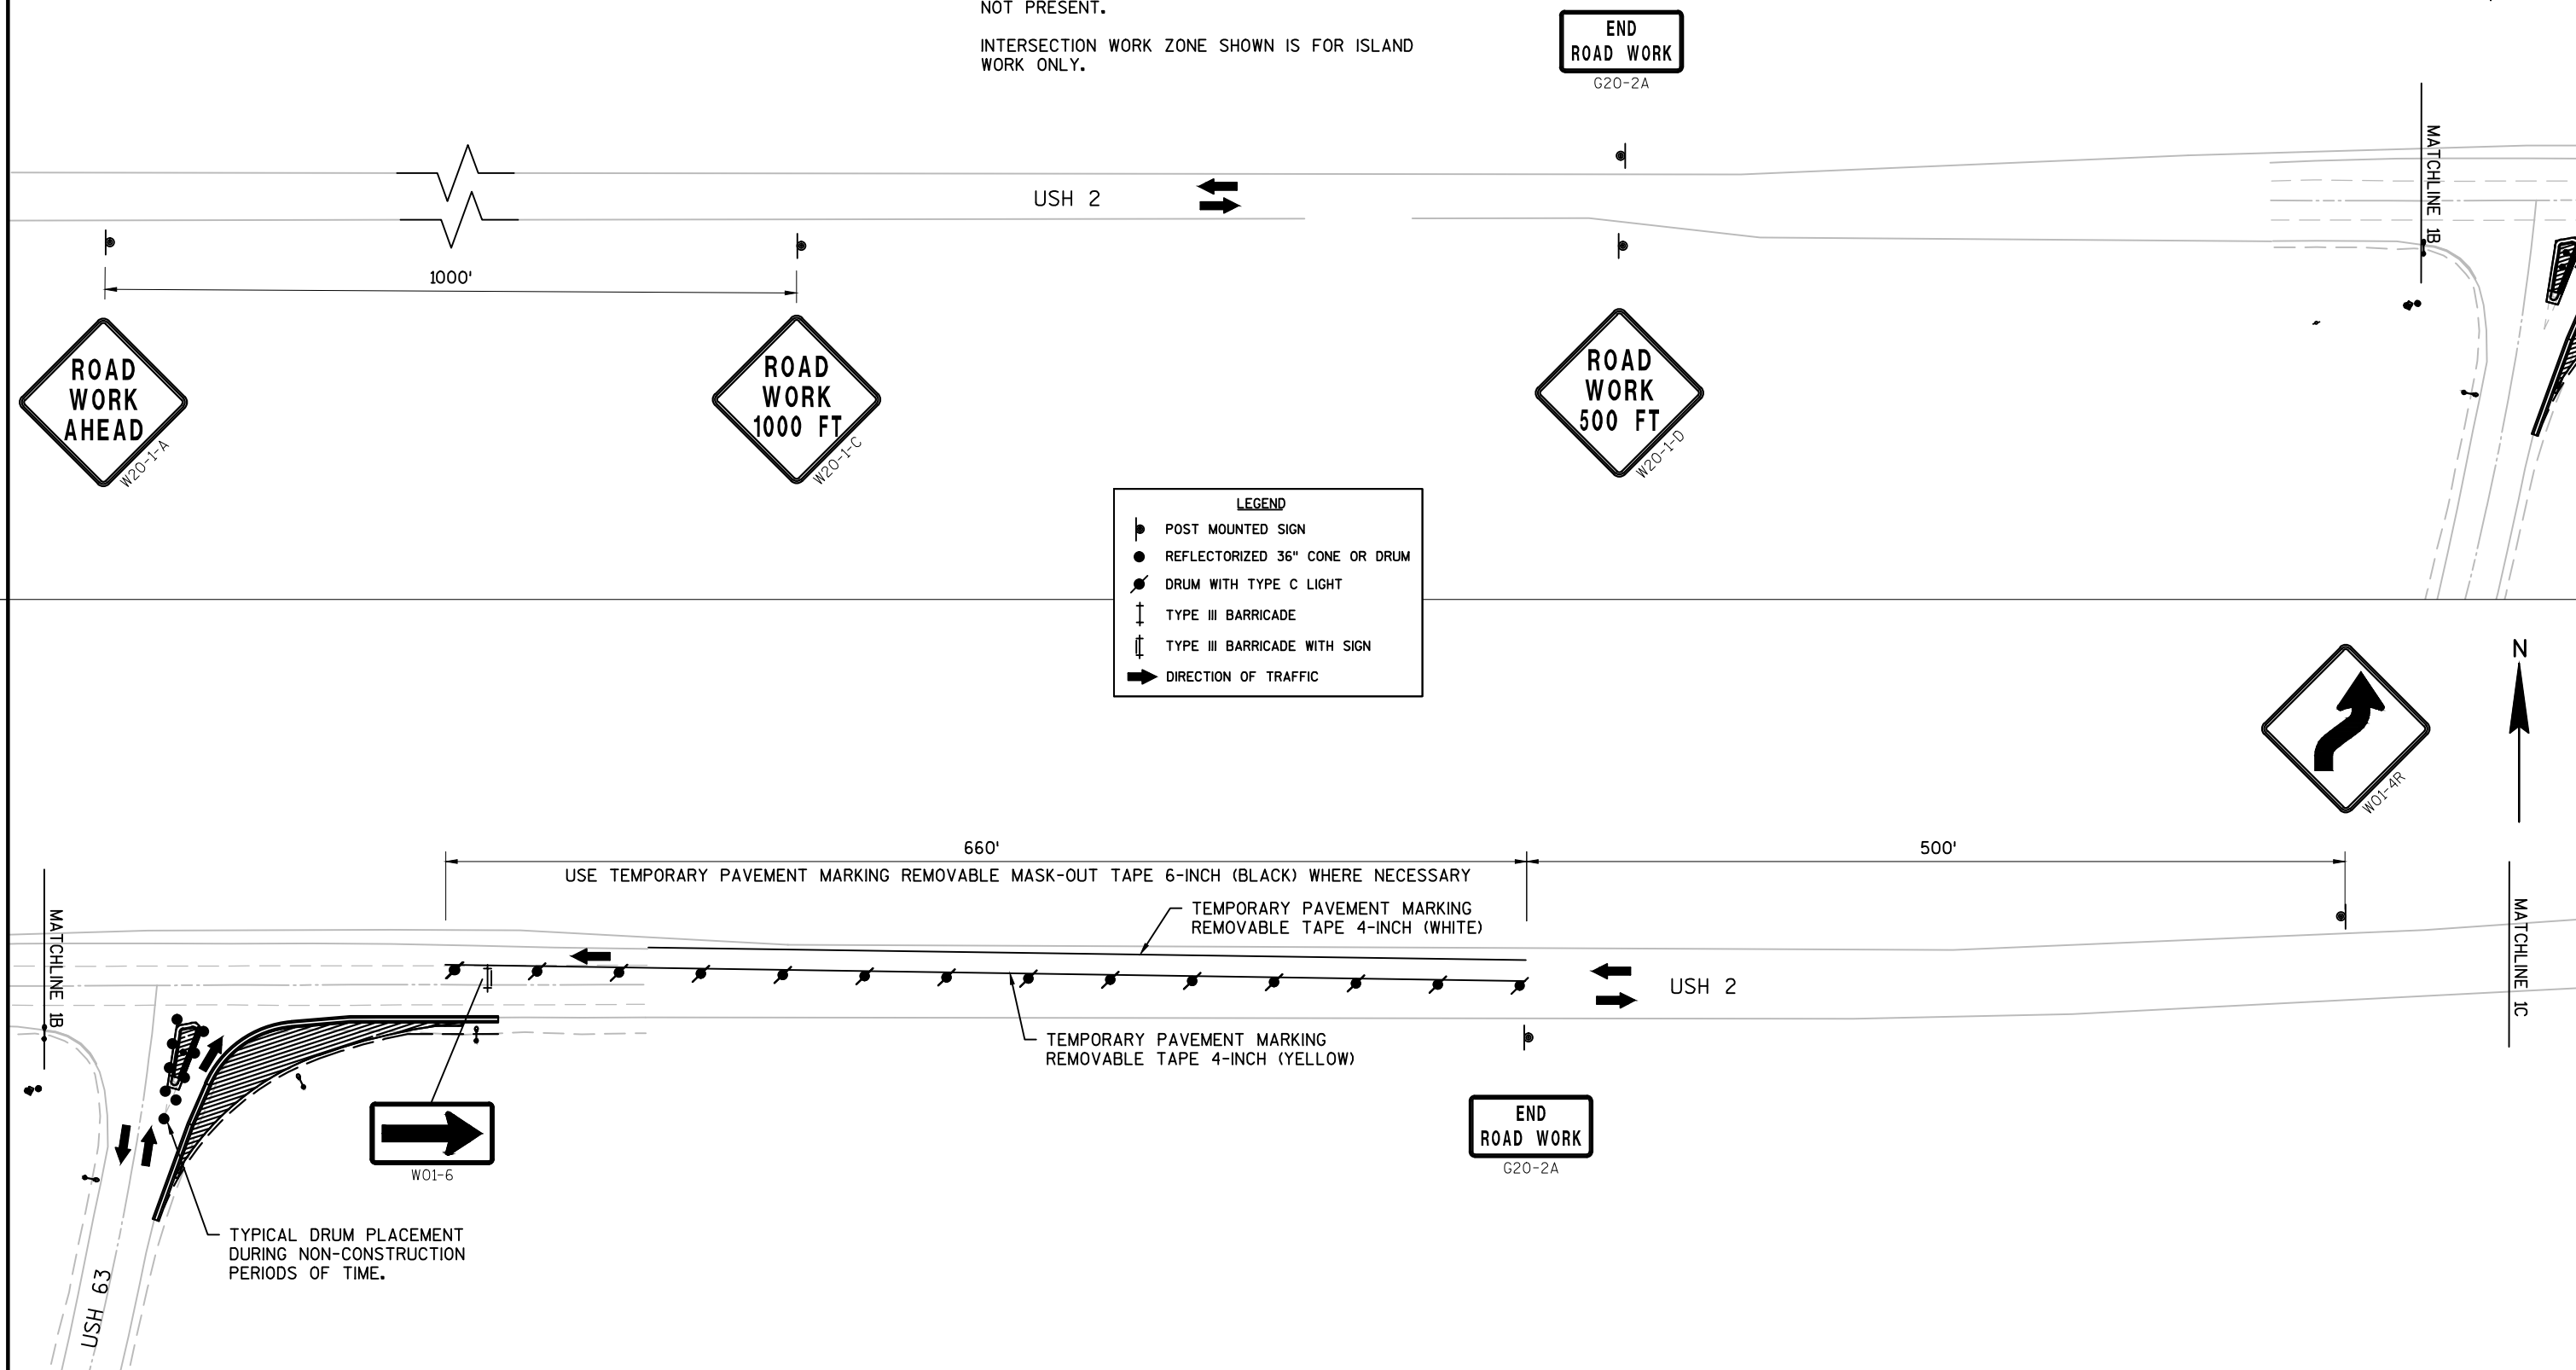 NOT PRESENT.
INTERSECTION WORK ZONE SHOWN IS FOR ISLAND
WORK ONLY.
END
ROAD WORK
G20-2A
MATCHLINE 1B
USH 2
1000'
ROAD
WORK
AHEAD
W20-1-A
ROAD
WORK
1000 FT
W20-1-C
ROAD
WORK
500 FT
W20-1-D
LEGEND
POST MOUNTED SIGN
REFLECTORIZED 36" CONE OR DRUM
DRUM WITH TYPE C LIGHT
TYPE III BARRICADE
TYPE III BARRICADE WITH SIGN
DIRECTION OF TRAFFIC
N
W01-4R
660'
500'
USE TEMPORARY PAVEMENT MARKING REMOVABLE MASK-OUT TAPE 6-INCH (BLACK) WHERE NECESSARY
MATCHLINE 1B
TEMPORARY PAVEMENT MARKING
REMOVABLE TAPE 4-INCH (WHITE)
MATCHLINE 1C
USH 2
TEMPORARY PAVEMENT MARKING
REMOVABLE TAPE 4-INCH (YELLOW)
END
ROAD WORK
G20-2A
W01-6
TYPICAL DRUM PLACEMENT
DURING NON-CONSTRUCTION
PERIODS OF TIME.
USH 63